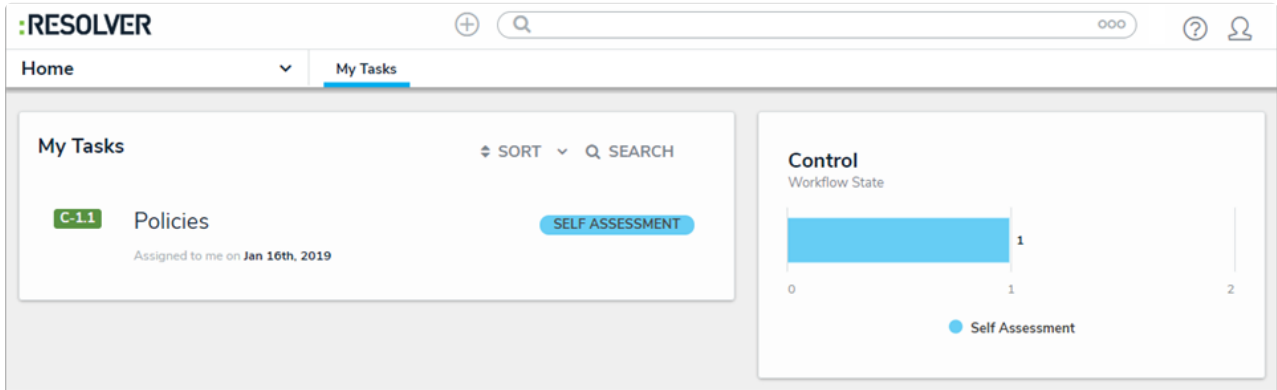 :RESOLVER
Home
My Tasks
My Tasks
SORT
SEARCH
C-1.1
Policies
SELF ASSESSMENT
Assigned to me on Jan 16th, 2019
Control
Workflow State
1
0 1 2
Self Assessment